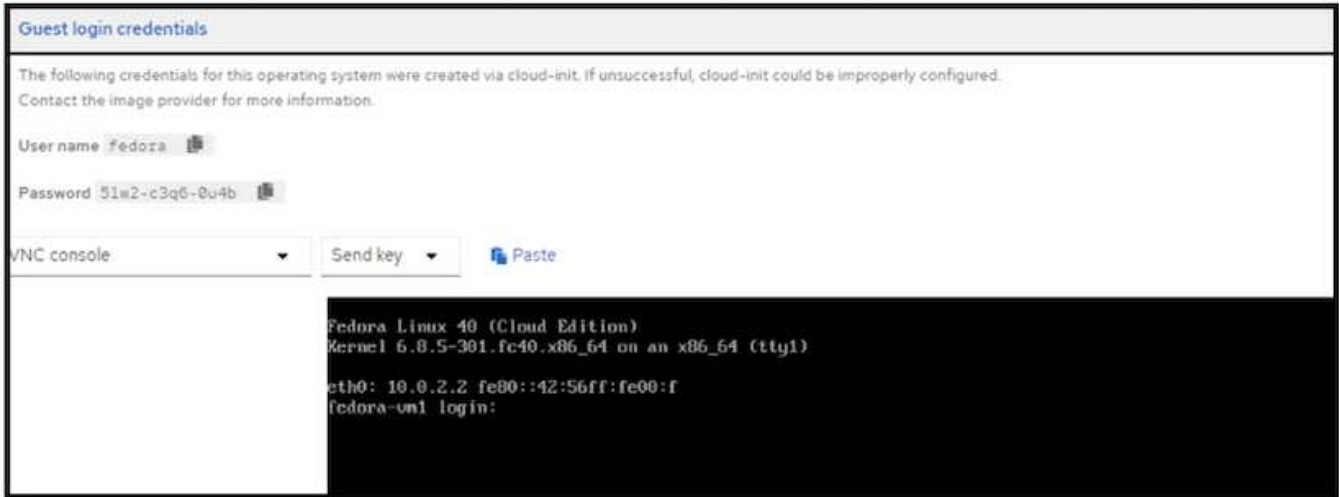 Guest login credentials
The following credentials for this operating system were created via cloud-init. If unsuccessful, cloud-init could be improperly configured.
Contact the image provider for more information.
User name fedora
Password 51w2-c3q6-0u4b
VNC console Send key Paste
Fedora Linux 40 (Cloud Edition)
Kernel 6.8.5-301.fc40.x86_64 on an x86_64 (tty1)
eth0: 10.0.2.2 fe80::42:56ff:fe00:f
fedora-vm1 login: